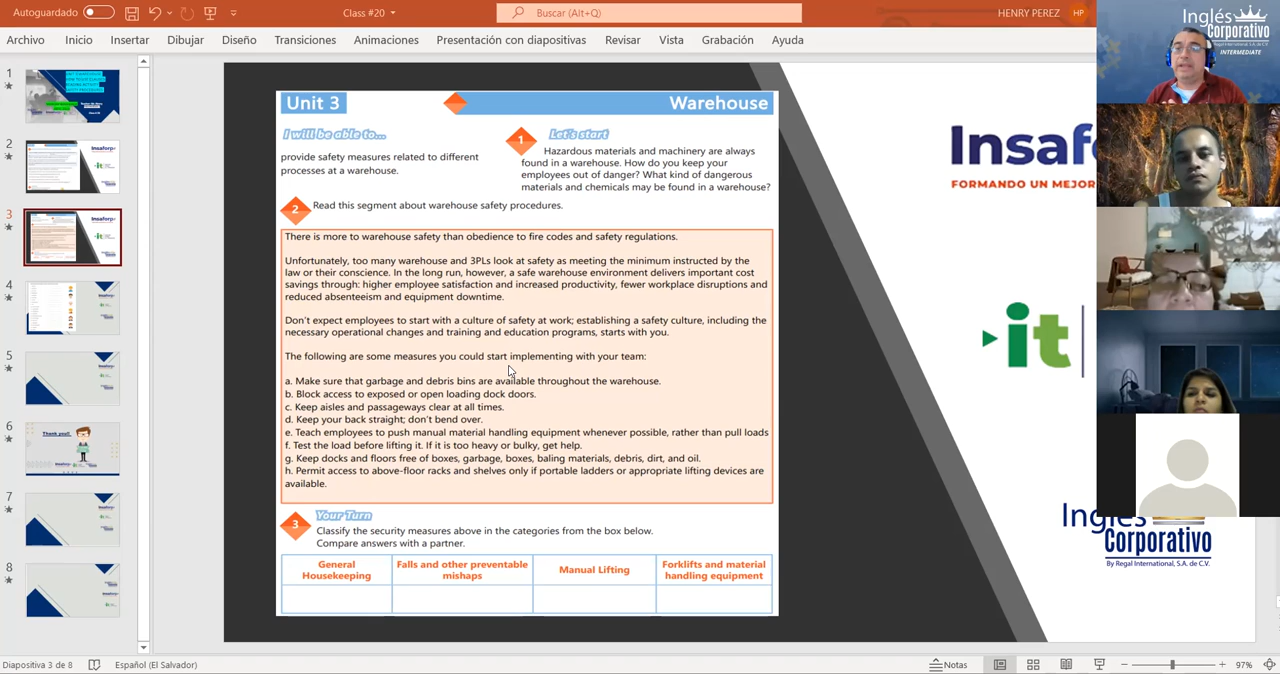 Autoguardado
Class #20
Buscar (Alt+Q)
HENRY PEREZ
HP
Archivo
Inicio
Insertar
Dibujar
Diseño
Transiciones
Animaciones
Presentación con diapositivas
Revisar
Vista
Grabación
Ayuda
Inglés
Corporativo
By Regal International, S.A. de C.V.
INTERMEDIATE
1
2
3
4
5
6
Thank you!!
7
8
Unit 3
Warehouse
I will be able to...
provide safety measures related to different
processes at a warehouse.
1
Let's start
Hazardous materials and machinery are always
found in a warehouse. How do you keep your
employees out of danger? What kind of dangerous
materials and chemicals may be found in a warehouse?
2
Read this segment about warehouse safety procedures.
There is more to warehouse safety than obedience to fire codes and safety regulations.
Unfortunately, too many warehouse and 3PLs look at safety as meeting the minimum instructed by the
law or their conscience. In the long run, however, a safe warehouse environment delivers important cost
savings through: higher employee satisfaction and increased productivity, fewer workplace disruptions and
reduced absenteeism and equipment downtime.
Don't expect employees to start with a culture of safety at work; establishing a safety culture, including the
necessary operational changes and training and education programs, starts with you.
The following are some measures you could start implementing with your team:
a. Make sure that garbage and debris bins are available throughout the warehouse.
b. Block access to exposed or open loading dock doors.
c. Keep aisles and passageways clear at all times.
d. Keep your back straight; don't bend over.
e. Teach employees to push manual material handling equipment whenever possible, rather than pull loads
f. Test the load before lifting it. If it is too heavy or bulky, get help.
g. Keep docks and floors free of boxes, garbage, boxes, baling materials, debris, dirt, and oil.
h. Permit access to above-floor racks and shelves only if portable ladders or appropriate lifting devices are
available.
3
Your Turn
Classify the security measures above in the categories from the box below.
Compare answers with a partner.
General
Housekeeping
Falls and other preventable
mishaps
Manual Lifting
Forklifts and material
handling equipment
Insafo
FORMANDO UN MEJOR
it
Inglés
Corporativo
By Regal International, S.A. de C.V.
Diapositiva 3 de 8
Español (El Salvador)
Notas
97%